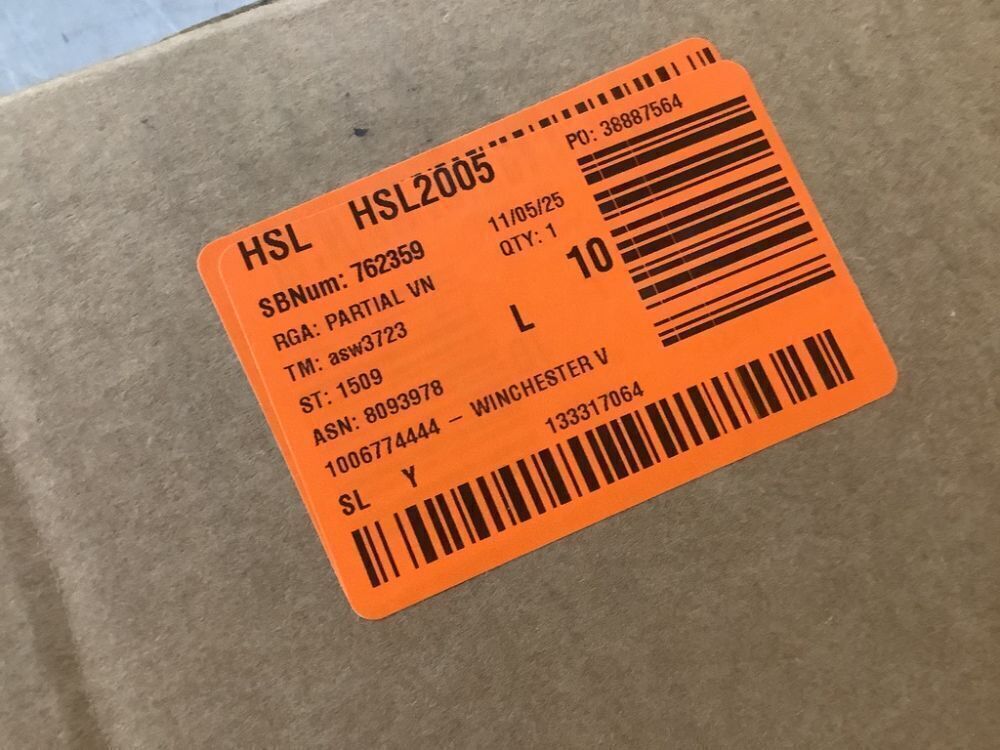 HSL HSL2005
PO: 38887564
SBNum: 762359 11/05/25
RGA: PARTIAL VN QTY: 1
TM: asw3723 L 10
ST: 1509
ASN: 8093978
1006774444 - WINCHESTER V
SL Y 133317064